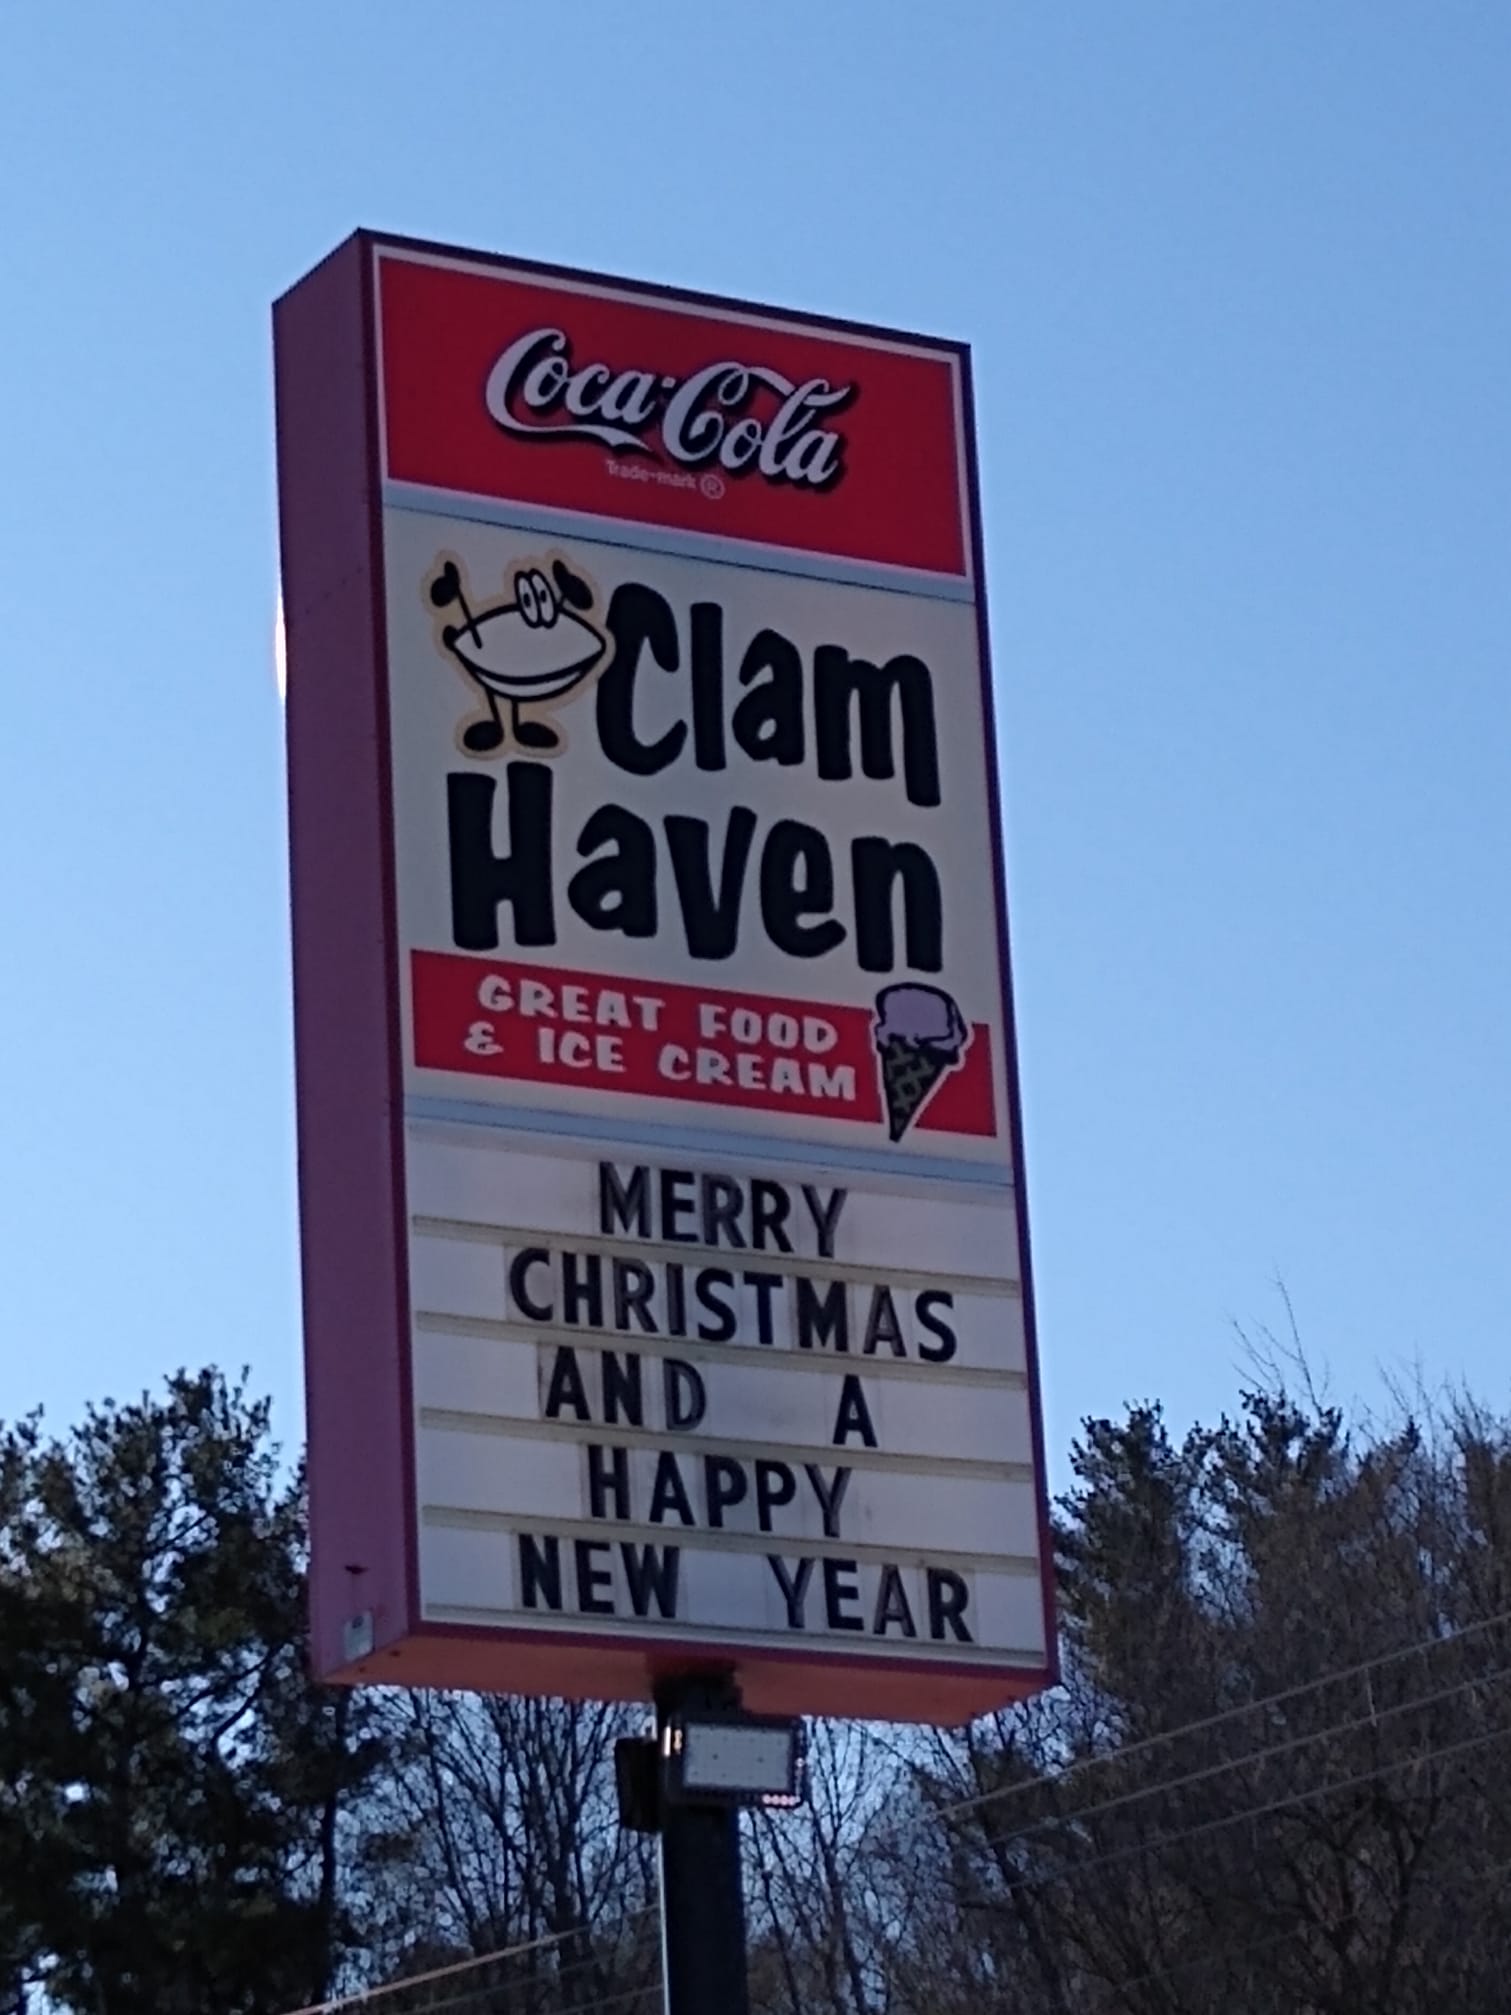 Coca-Cola
Trade-mark ®
Clam
Haven
GREAT FOOD
& ICE CREAM
MERRY
CHRISTMAS
AND A
HAPPY
NEW YEAR